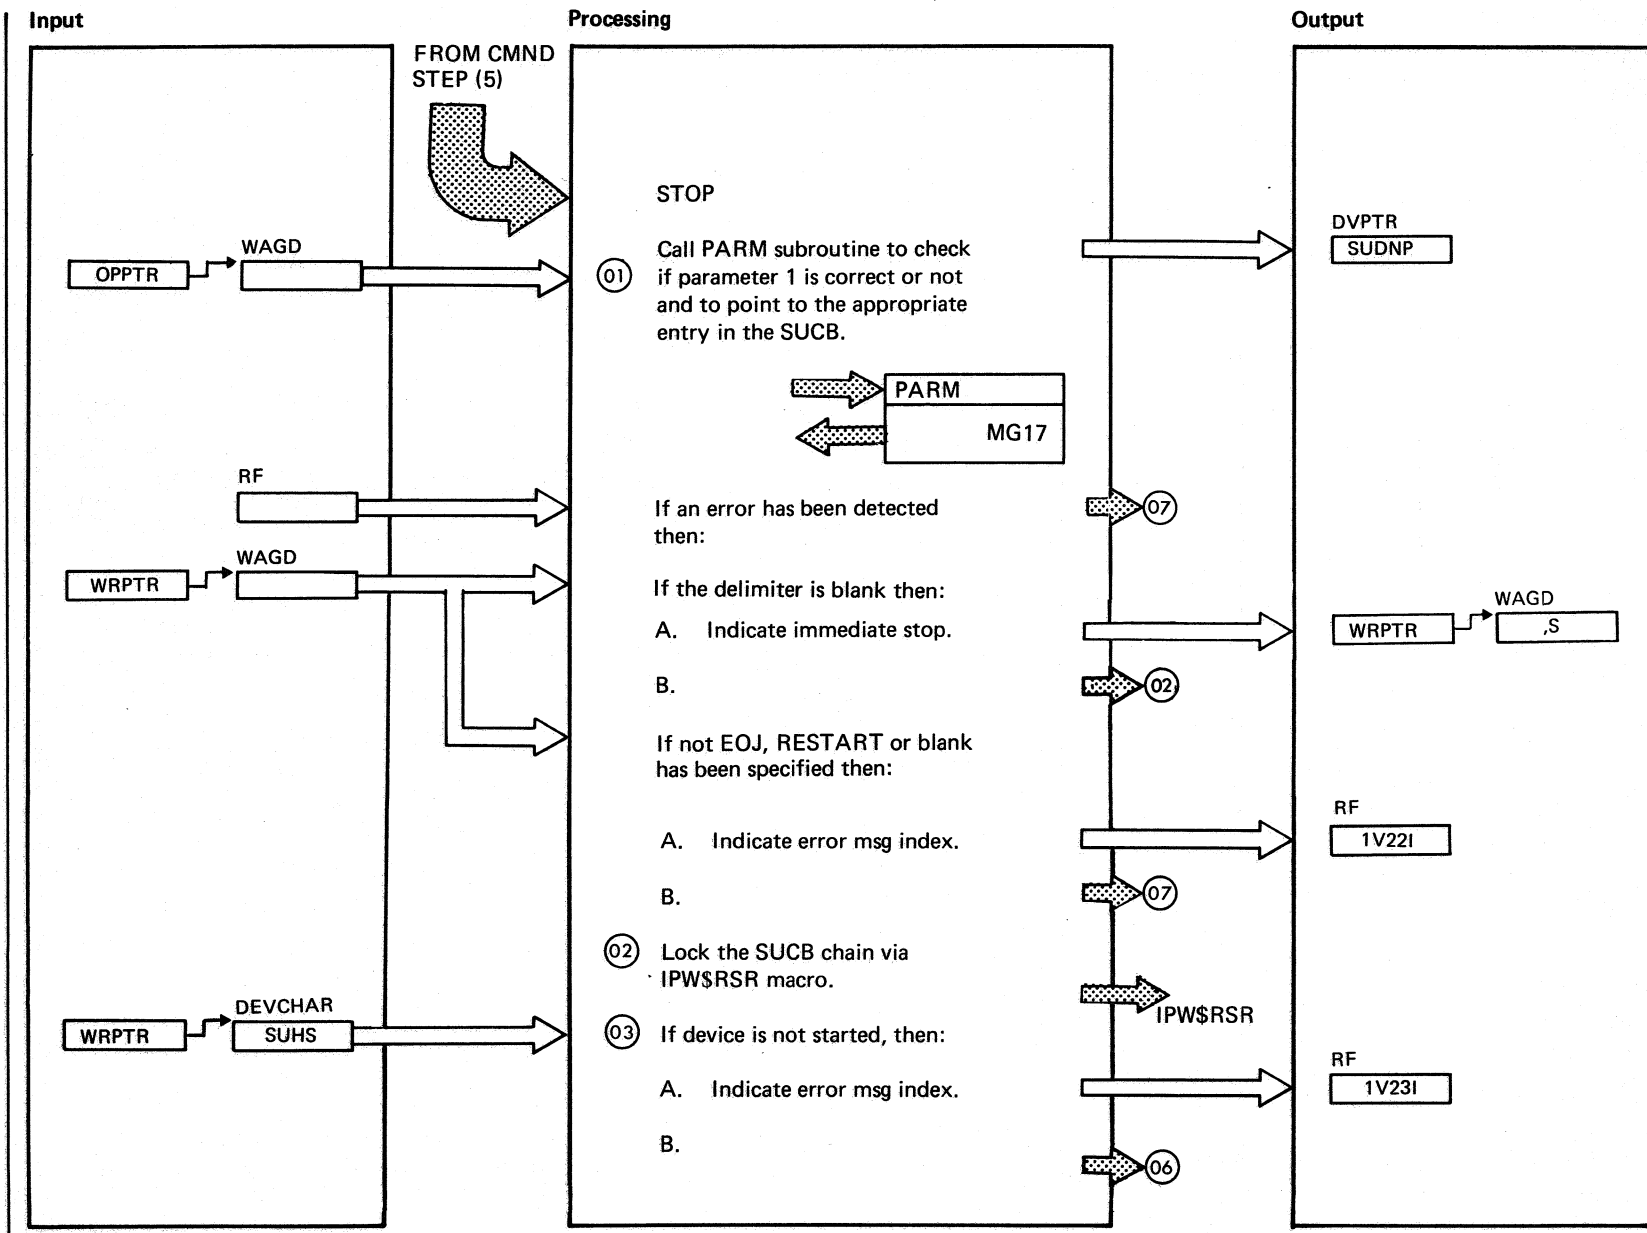 Input
Processing
Output
FROM CMND
STEP (5)
STOP
DVPTR
SUDNP
WAGD
OPPTR
01
Call PARM subroutine to check
if parameter 1 is correct or not
and to point to the appropriate
entry in the SUCB.
PARM
MG17
RF
If an error has been detected
then:
07
WAGD
WRPTR
If the delimiter is blank then:
A. Indicate immediate stop.
WAGD
WRPTR
,S
B.
02
If not EOJ, RESTART or blank
has been specified then:
RF
A. Indicate error msg index.
1V22I
B.
07
02 Lock the SUCB chain via
IPW$RSR macro.
IPW$RSR
DEVCHAR
WRPTR
SUHS
03 If device is not started, then:
RF
A. Indicate error msg index.
1V23I
B.
06